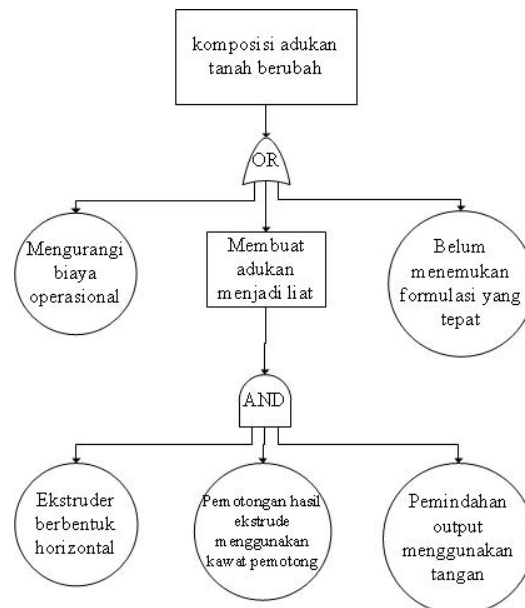 komposisi adukan
tanah berubah
OR
Mengurangi
biaya
operasional
Membuat
adukan
menjadi liat
Belum
menemukan
formulasi yang
tepat
AND
Ekstruder
berbentuk
horizontal
Pemotongan hasil
ekstrude
menggunakan
kawat pemotong
Pemindahan
output
menggunakan
tangan